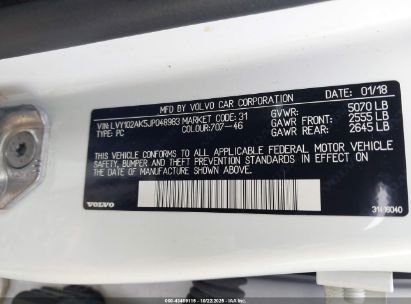 MFD BY VOLVO CAR CORPORATION DATE: 01/18
VIN:LVY102AK5JP048983 MARKET CODE: 31 GVWR: 5070 LB
TYPE: PC COLOUR:707-46 GAWR FRONT: 2555 LB
GAWR REAR: 2645 LB
THIS VEHICLE CONFORMS TO ALL APPLICABLE FEDERAL MOTOR VEHICLE
SAFETY, BUMPER AND THEFT PREVENTION STANDARDS IN EFFECT ON
THE DATE OF MANUFACTURE SHOWN ABOVE.
VOLVO